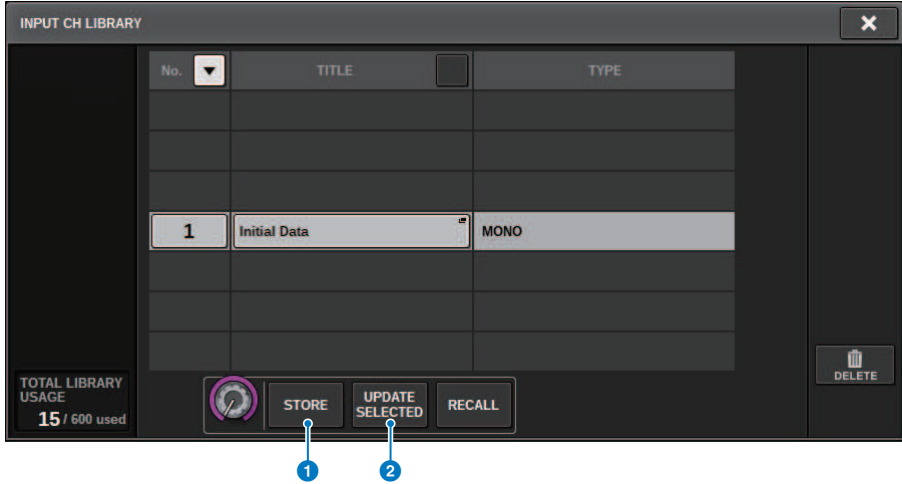 INPUT CH LIBRARY
No. TITLE TYPE
1 Initial Data MONO
TOTAL LIBRARY
USAGE
15 / 600 used
STORE
UPDATE
SELECTED
RECALL
DELETE
1 2